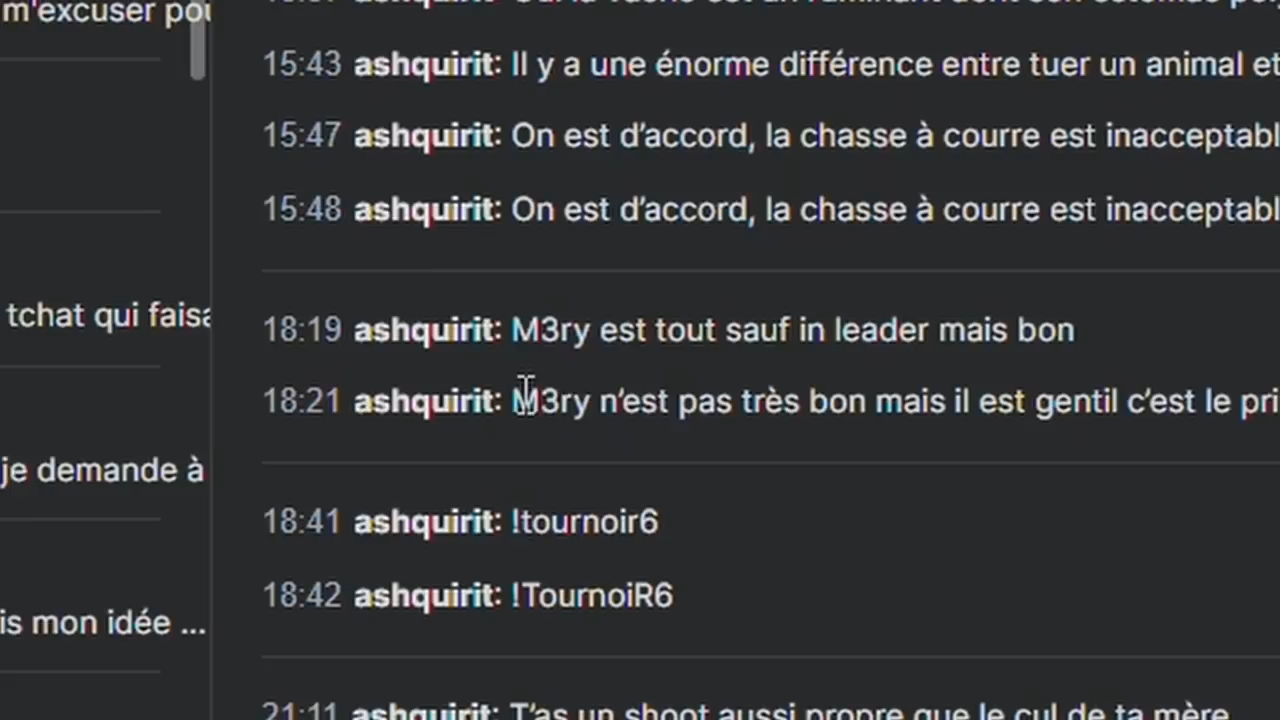 m'excuser
15:43 ashquirit: Il y a une énorme différence entre tuer un animal et
15:47 ashquirit: On est d’accord, la chasse à courre est inacceptabl
15:48 ashquirit: On est d’accord, la chasse à courre est inacceptabl
tchat qui faisa
18:19 ashquirit: M3ry est tout sauf in leader mais bon
18:21 ashquirit: M3ry n’est pas très bon mais il est gentil c’est le pri
je demande à
18:41 ashquirit: !tournoir6
18:42 ashquirit: !TournoiR6
is mon idée ...
21:11 ashquirit: T'as un shoot aussi propre que le cul de ta mère